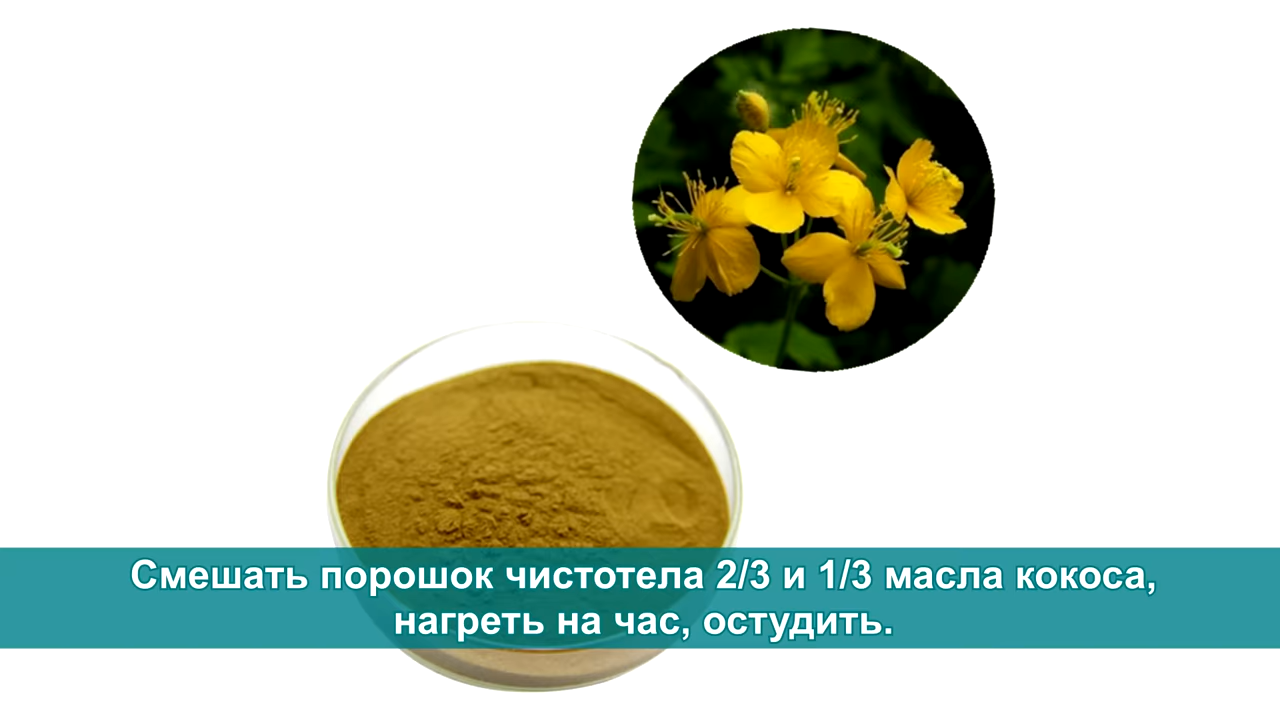 Смешать порошок чистотела 2/3 и 1/3 масла кокоса,
нагреть на час, остудить.